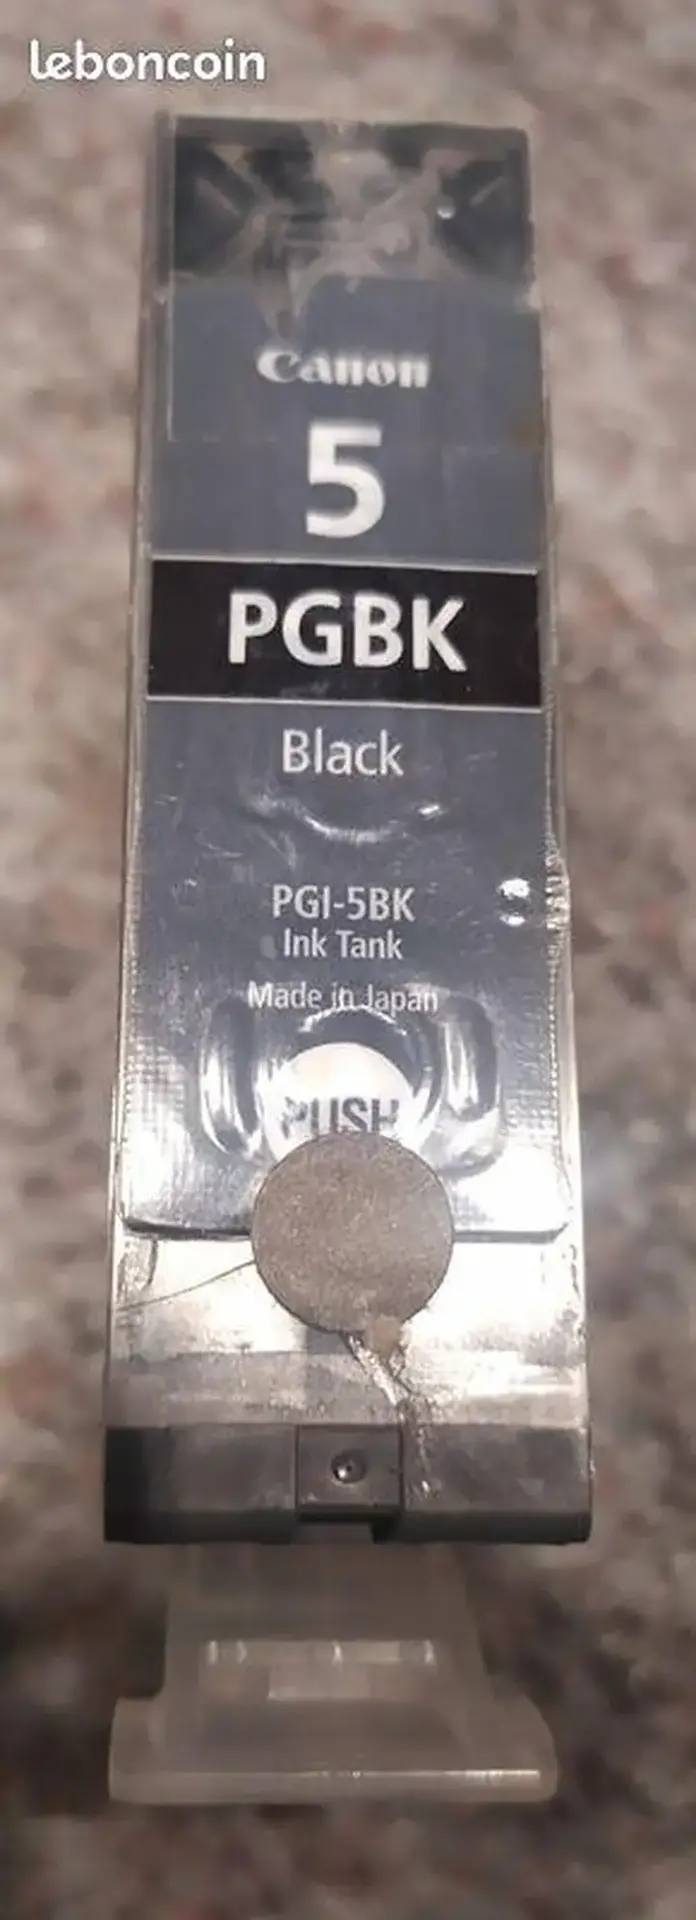 leboncoin
Canon
5
PGBK
Black
PGI-5BK
Ink Tank
Made in Japan
PUSH